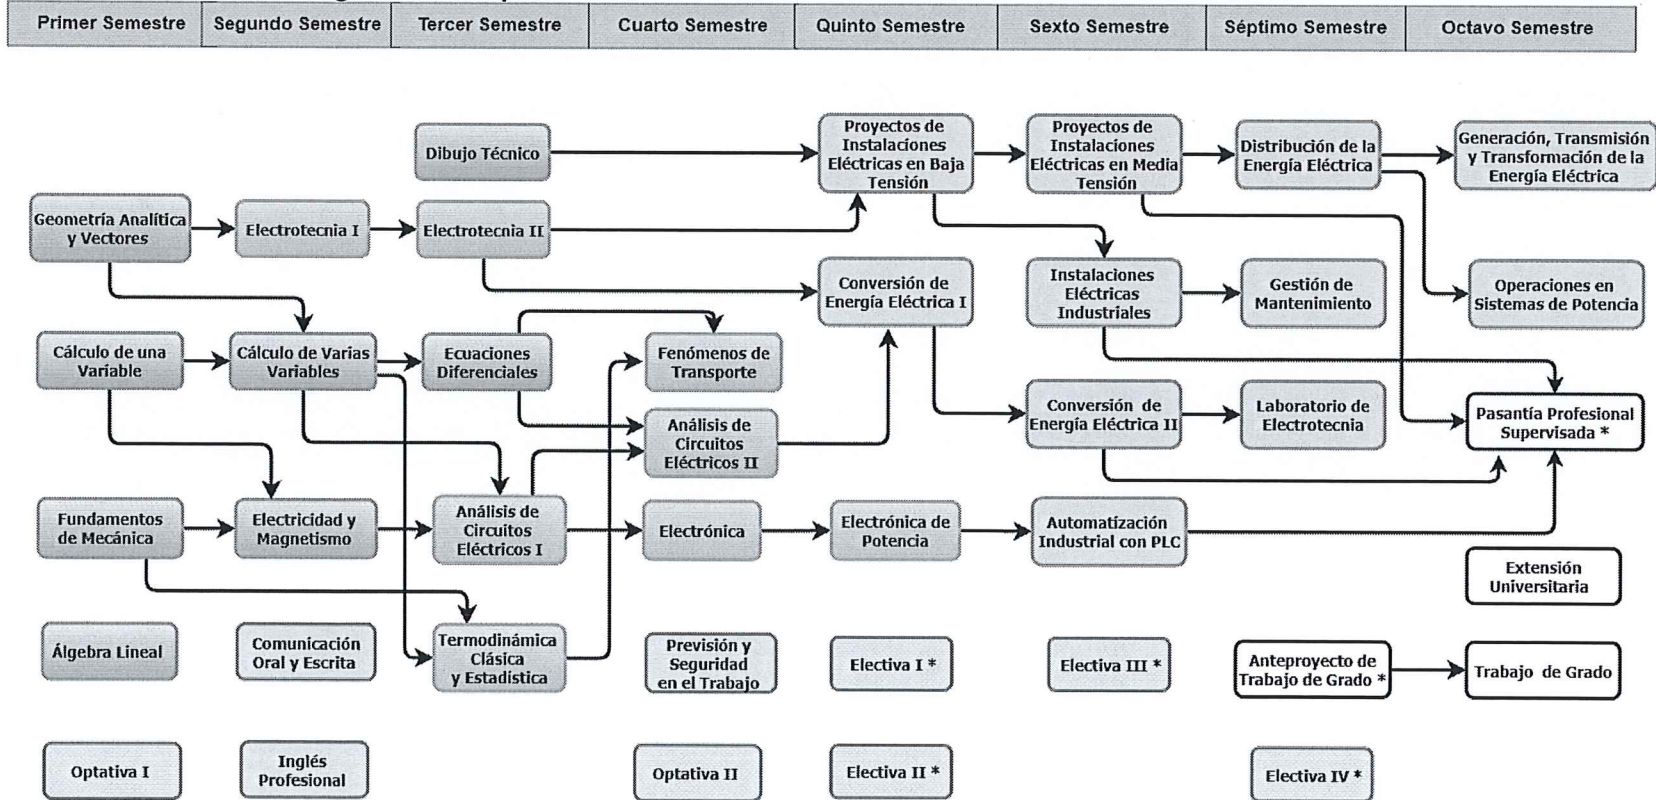 Primer Semestre
Segundo Semestre
Tercer Semestre
Cuarto Semestre
Quinto Semestre
Sexto Semestre
Séptimo Semestre
Octavo Semestre
Dibujo Técnico
Proyectos de
Instalaciones
Eléctricas en Baja
Tensión
Proyectos de
Instalaciones
Eléctricas en Media
Tensión
Distribución de la
Energía Eléctrica
Generación, Transmisión
y Transformación de la
Energía Eléctrica
Geometría Analítica
y Vectores
Electrotecnia I
Electrotecnia II
Conversión de
Energía Eléctrica I
Instalaciones
Eléctricas
Industriales
Gestión de
Mantenimiento
Operaciones en
Sistemas de Potencia
Cálculo de una
Variable
Cálculo de Varias
Variables
Ecuaciones
Diferenciales
Fenómenos de
Transporte
Análisis de
Circuitos
Eléctricos II
Conversión de
Energía Eléctrica II
Laboratorio de
Electrotecnia
Pasantía Profesional
Supervisada *
Fundamentos
de Mecánica
Electricidad y
Magnetismo
Análisis de
Circuitos
Eléctricos I
Electrónica
Electrónica de
Potencia
Automatización
Industrial con PLC
Extensión
Universitaria
Álgebra Lineal
Comunicación
Oral y Escrita
Termodinámica
Clásica
y Estadística
Previsión y
Seguridad
en el Trabajo
Electiva I *
Electiva III *
Anteproyecto de
Trabajo de Grado *
Trabajo de Grado
Optativa I
Inglés
Profesional
Optativa II
Electiva II *
Electiva IV *